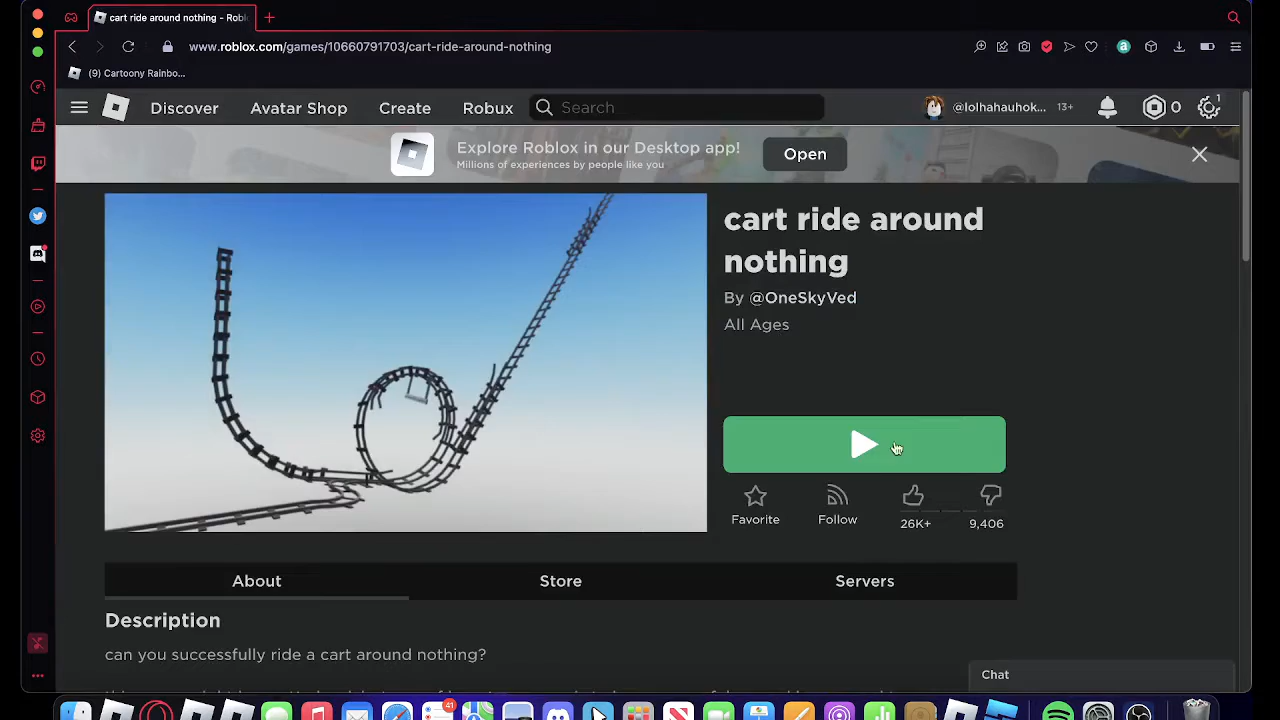 cart ride around nothing - Robl
www.roblox.com/games/10660791703/cart-ride-around-nothing
(9) Cartoony Rainbo...
Discover
Avatar Shop
Create
Robux
Search
@lolhahauhok...
13+
0
1
Explore Roblox in our Desktop app!
Millions of experiences by people like you
Open
cart ride around
nothing
By @OneSkyVed
All Ages
Favorite
Follow
26K+
9,406
About
Store
Servers
Description
can you successfully ride a cart around nothing?
Chat
41